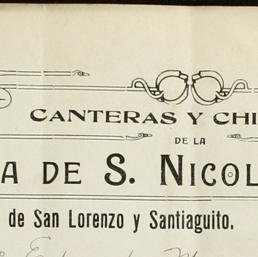 CANTERAS Y CHI
DE LA
A DE S. NICOL
de San Lorenzo y Santiaguito.